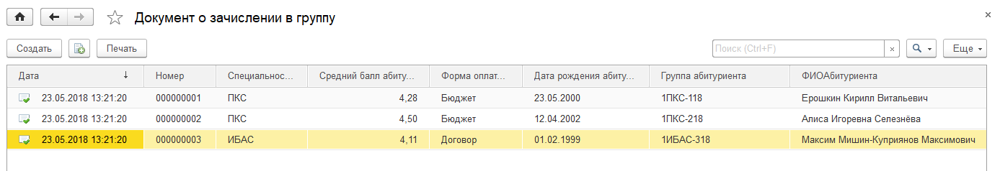 Документ о зачислении в группу
Создать Печать Поиск (Ctrl+F) Еще
Дата Номер Специальнос... Средний балл абиту... Форма оплат... Дата рождения абиту... Группа абитуриента ФИОАбитуриента
23.05.2018 13:21:20 000000001 ПКС 4,28 Бюджет 23.05.2000 1ПКС-118 Ерошкин Кирилл Витальевич
23.05.2018 13:21:20 000000002 ПКС 4,50 Бюджет 12.04.2002 1ПКС-218 Алиса Игоревна Селезнёва
23.05.2018 13:21:20 000000003 ИБАС 4,11 Договор 01.02.1999 1ИБАС-318 Максим Мишин-Куприянов Максимович